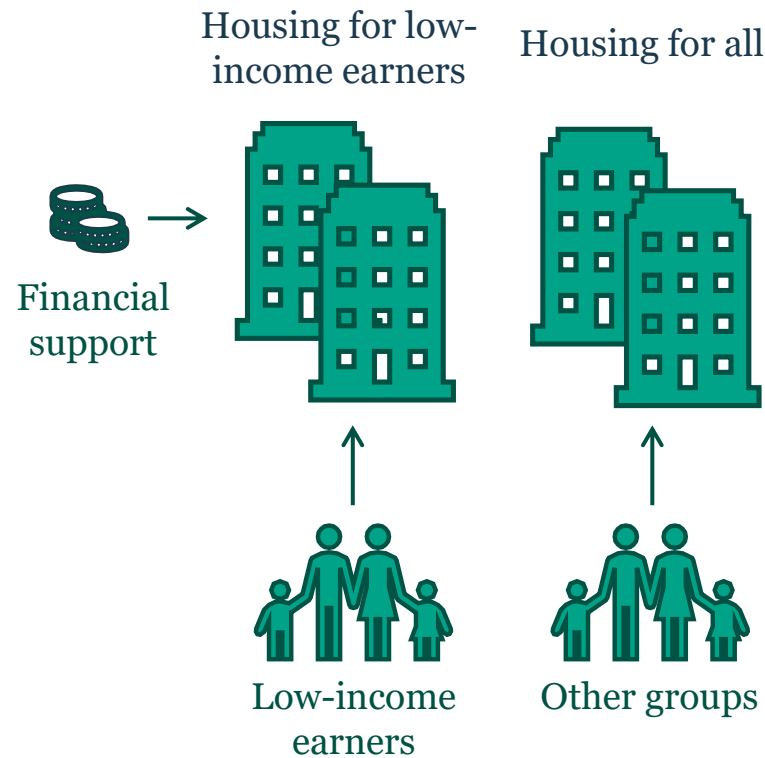 Housing for low-
income earners
Housing for all
Financial
support
Low-income
earners
Other groups